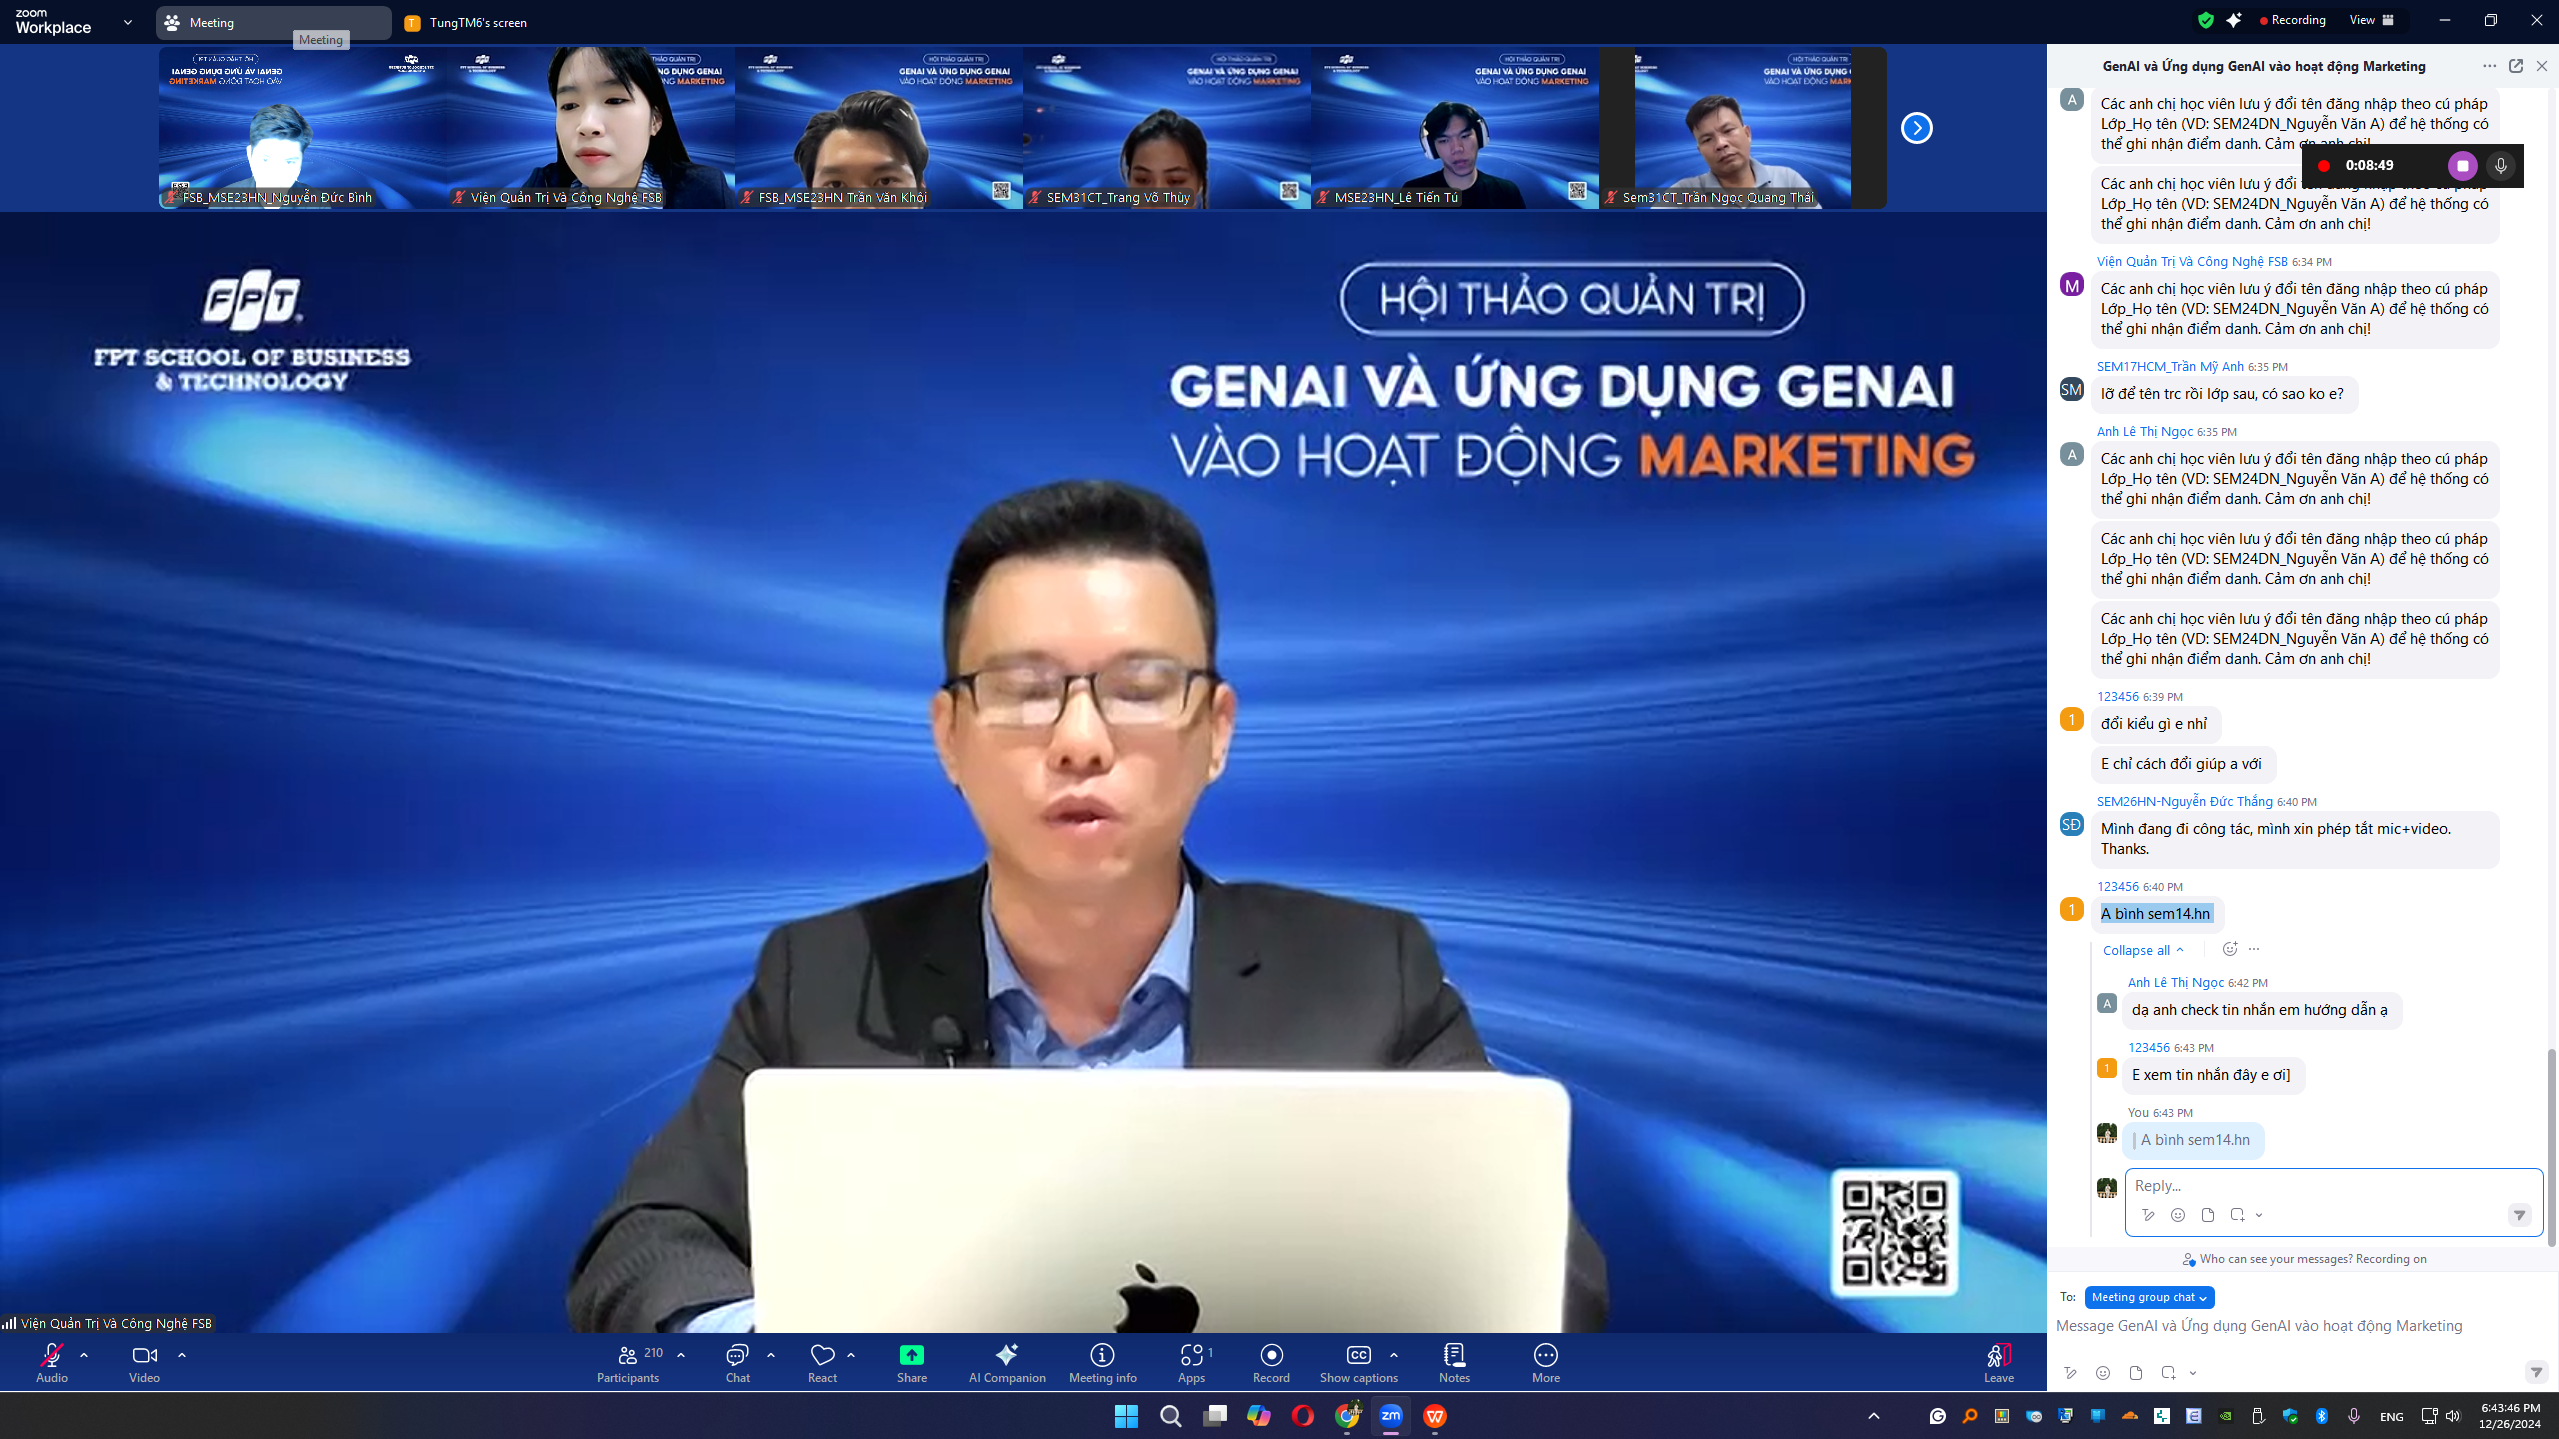 zoom
Workplace
Meeting
TungTM6's screen
Recording
View
Meeting
FSB_MSE23HN_Nguyễn Đức Bình
Viện Quản Trị Và Công Nghệ FSB
FSB_MSE23HN Trần Văn Khôi
SEM31CT_Trang Võ Thùy
MSE23HN_Lê Tiến Tú
Sem31CT_Trần Ngọc Quang Thái
GENAI VÀ ỨNG DỤNG GENAI
VÀO HOẠT ĐỘNG MARKETING
FPT
FPT SCHOOL OF BUSINESS
& TECHNOLOGY
HỘI THẢO QUẢN TRỊ
GENAI VÀ ỨNG DỤNG GENAI
VÀO HOẠT ĐỘNG MARKETING
Viện Quản Trị Và Công Nghệ FSB
GenAI và Ứng dụng GenAI vào hoạt động Marketing
A
Các anh chị học viên lưu ý đổi tên đăng nhập theo cú pháp
Lớp_Họ tên (VD: SEM24DN_Nguyễn Văn A) để hệ thống có
thể ghi nhận điểm danh. Cảm ơn anh chị!
0:08:49
Các anh chị học viên lưu ý đổi
Lớp_Họ tên (VD: SEM24DN_Nguyễn Văn A) để hệ thống có
thể ghi nhận điểm danh. Cảm ơn anh chị!
Viện Quản Trị Và Công Nghệ FSB 6:34 PM
M
Các anh chị học viên lưu ý đổi tên đăng nhập theo cú pháp
Lớp_Họ tên (VD: SEM24DN_Nguyễn Văn A) để hệ thống có
thể ghi nhận điểm danh. Cảm ơn anh chị!
SEM17HCM_Trần Mỹ Anh 6:35 PM
SM
lỡ để tên trc rồi lớp sau, có sao ko e?
Anh Lê Thị Ngọc 6:35 PM
A
Các anh chị học viên lưu ý đổi tên đăng nhập theo cú pháp
Lớp_Họ tên (VD: SEM24DN_Nguyễn Văn A) để hệ thống có
thể ghi nhận điểm danh. Cảm ơn anh chị!
Các anh chị học viên lưu ý đổi tên đăng nhập theo cú pháp
Lớp_Họ tên (VD: SEM24DN_Nguyễn Văn A) để hệ thống có
thể ghi nhận điểm danh. Cảm ơn anh chị!
Các anh chị học viên lưu ý đổi tên đăng nhập theo cú pháp
Lớp_Họ tên (VD: SEM24DN_Nguyễn Văn A) để hệ thống có
thể ghi nhận điểm danh. Cảm ơn anh chị!
123456 6:39 PM
1
đổi kiểu gì e nhỉ
E chỉ cách đổi giúp a với
SEM26HN-Nguyễn Đức Thắng 6:40 PM
SĐ
Mình đang đi công tác, mình xin phép tắt mic+video.
Thanks.
123456 6:40 PM
1
A bình sem14.hn
Collapse all
Anh Lê Thị Ngọc 6:42 PM
A
dạ anh check tin nhắn em hướng dẫn ạ
123456 6:43 PM
1
E xem tin nhắn đây e ơi]
You 6:43 PM
A bình sem14.hn
Reply...
Who can see your messages? Recording on
To: Meeting group chat
Message GenAI và Ứng dụng GenAI vào hoạt động Marketing
Audio
Video
210
Participants
Chat
React
Share
AI Companion
Meeting info
1
Apps
Record
CC
Show captions
Notes
More
Leave
zm
ENG
6:43:46 PM
12/26/2024